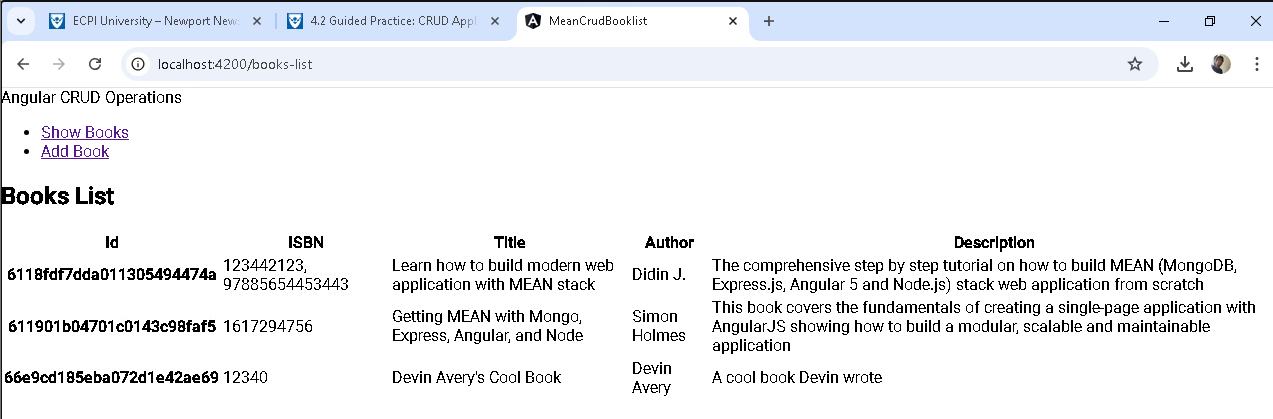 ECPI University – Newport New
4.2 Guided Practice: CRUD Appl
MeanCrudBooklist
localhost:4200/books-list
Angular CRUD Operations
Show Books
Add Book
Books List
Id ISBN Title Author Description
6118fdf7dda011305494474a 123442123, 97885654453443 Learn how to build modern web application with MEAN stack Didin J. The comprehensive step by step tutorial on how to build MEAN (MongoDB, Express.js, Angular 5 and Node.js) stack web application from scratch
611901b04701c0143c98faf5 1617294756 Getting MEAN with Mongo, Express, Angular, and Node Simon Holmes This book covers the fundamentals of creating a single-page application with AngularJS showing how to build a modular, scalable and maintainable application
66e9cd185eba072d1e42ae69 12340 Devin Avery's Cool Book Devin Avery A cool book Devin wrote